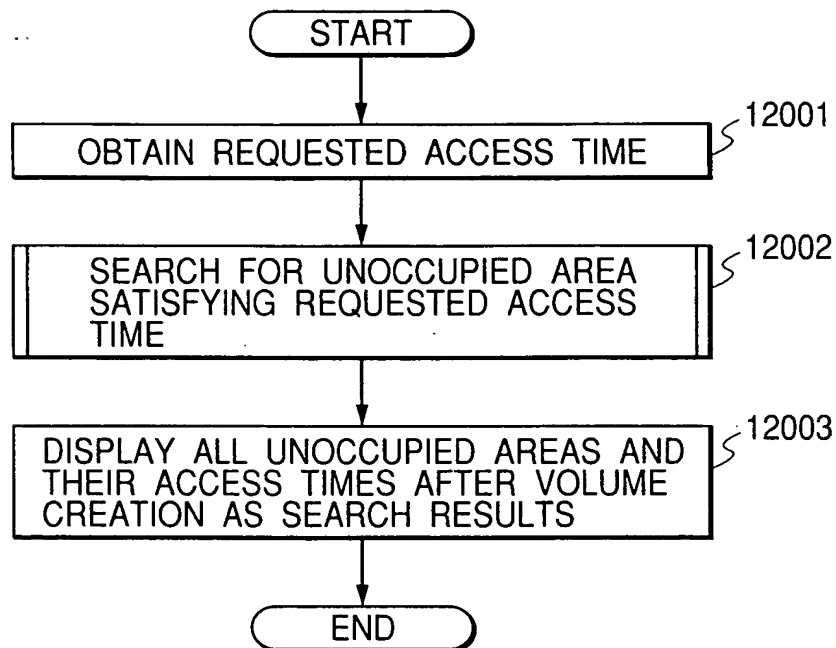 START
12001
OBTAIN REQUESTED ACCESS TIME
12002
SEARCH FOR UNOCCUPIED AREA
SATISFYING REQUESTED ACCESS
TIME
12003
DISPLAY ALL UNOCCUPIED AREAS AND
THEIR ACCESS TIMES AFTER VOLUME
CREATION AS SEARCH RESULTS
END